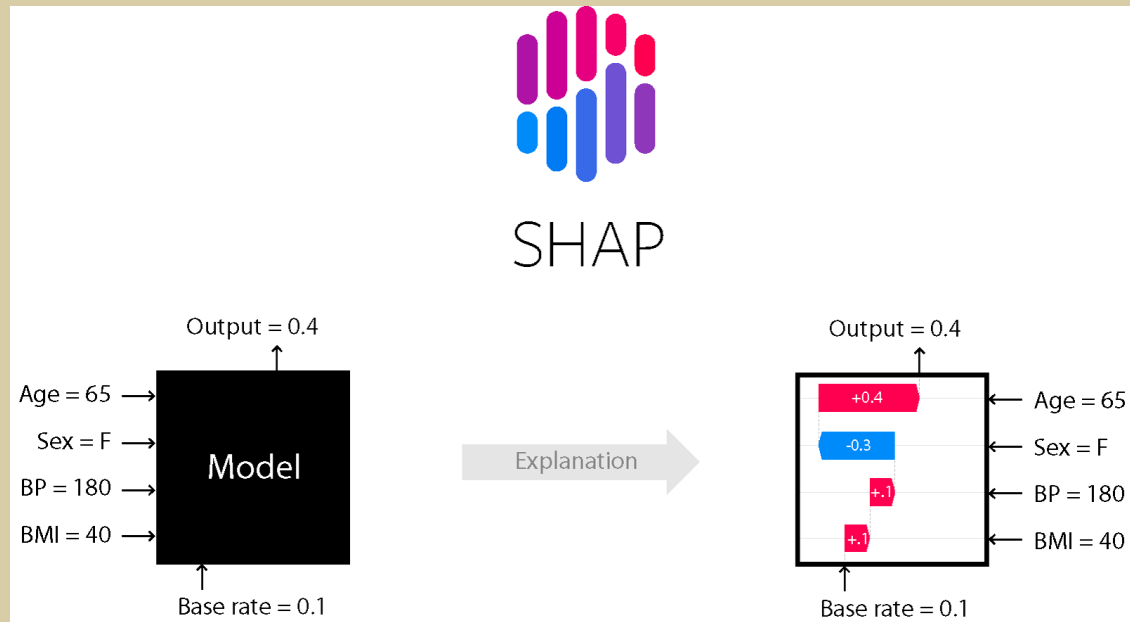 SHAP
Output = 0.4
Age = 65
Sex = F
BP = 180
BMI = 40
Model
Base rate = 0.1
Explanation
Output = 0.4
+0.4
-0.3
+.1
+.1
Age = 65
Sex = F
BP = 180
BMI = 40
Base rate = 0.1